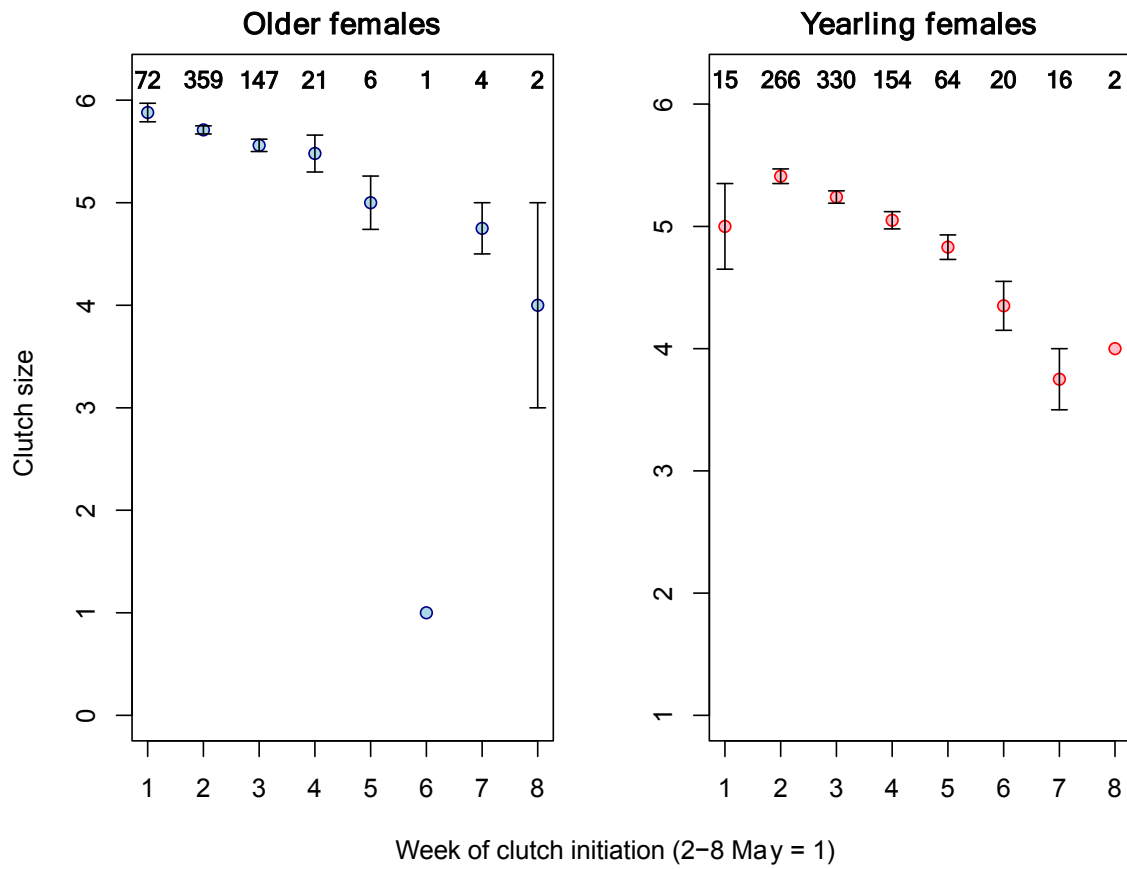 Older females
Yearling females
72 359 147 21 6 1 4 2
15 266 330 154 64 20 16 2
Clutch size
6
5
4
3
2
1
0
6
5
4
3
2
1
1 2 3 4 5 6 7 8
1 2 3 4 5 6 7 8
Week of clutch initiation (2−8 May = 1)